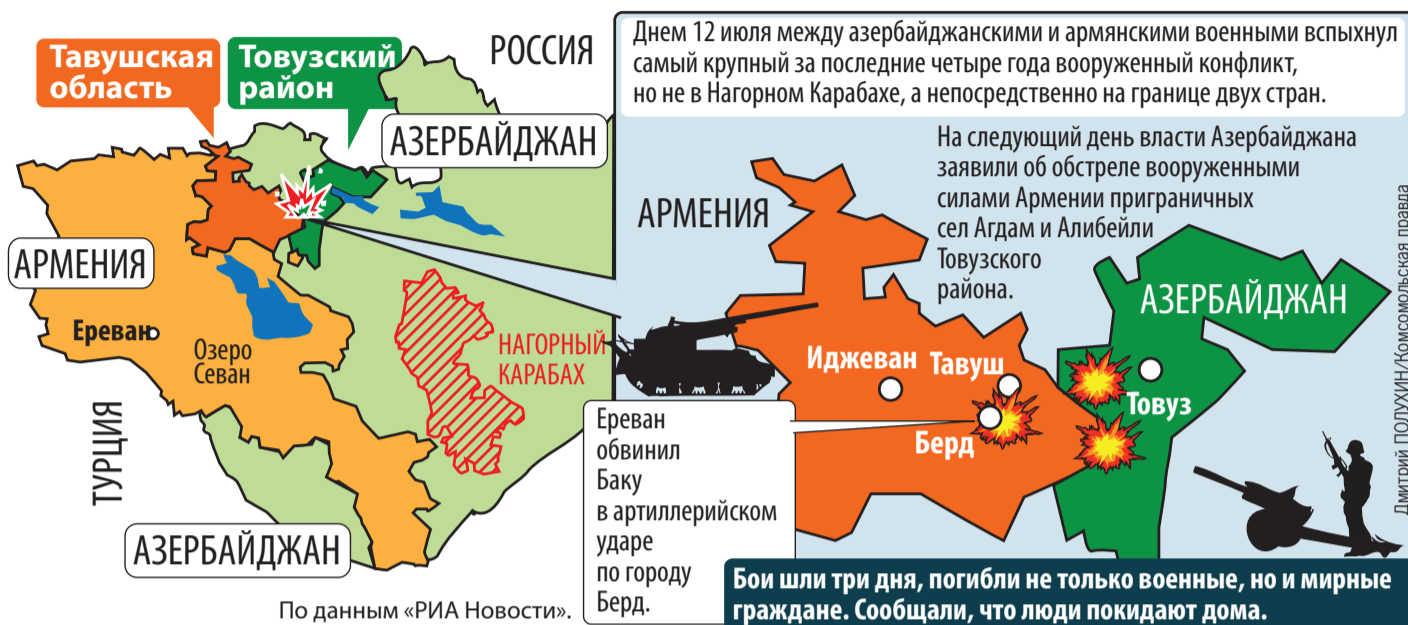 Тавушская
область
Товузский
район
РОССИЯ
АЗЕРБАЙДЖАН
АРМЕНИЯ
Ереван
Озеро
Севан
НАГОРНЫЙ
КАРАБАХ
ТУРЦИЯ
АЗЕРБАЙДЖАН
По данным «РИА Новости».
Днем 12 июля между азербайджанскими и армянскими военными вспыхнул
самый крупный за последние четыре года вооруженный конфликт,
но не в Нагорном Карабахе, а непосредственно на границе двух стран.
На следующий день власти Азербайджана
заявили об обстреле вооруженными
силами Армении приграничных
сел Агдам и Алибейли
Товузского
района.
АРМЕНИЯ
АЗЕРБАЙДЖАН
Иджеван
Тавуш
Берд
Товуз
Ереван
обвинил
Баку
в артиллерийском
ударе
по городу
Берд.
Бои шли три дня, погибли не только военные, но и мирные
граждане. Сообщали, что люди покидают дома.
Дмитрий ПОЛУХИН/Комсомольская правда